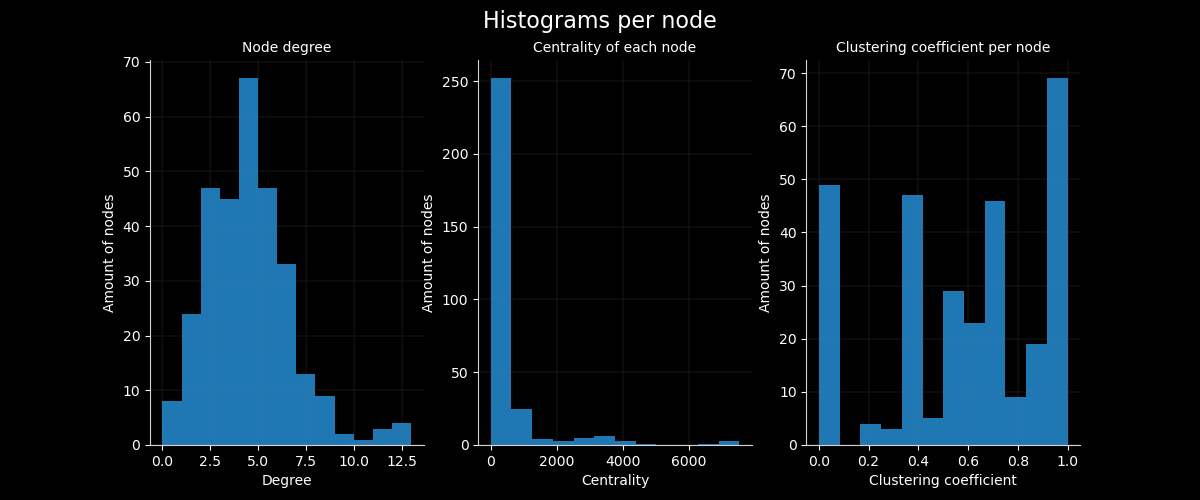 Histograms per node
Node degree
70
60
50
40
30
20
10
0
0.0 2.5 5.0 7.5 10.0 12.5
Degree
Amount of nodes
Centrality of each node
250
200
150
100
50
0
0 2000 4000 6000
Centrality
Amount of nodes
Clustering coefficient per node
70
60
50
40
30
20
10
0
0.0 0.2 0.4 0.6 0.8 1.0
Clustering coefficient
Amount of nodes